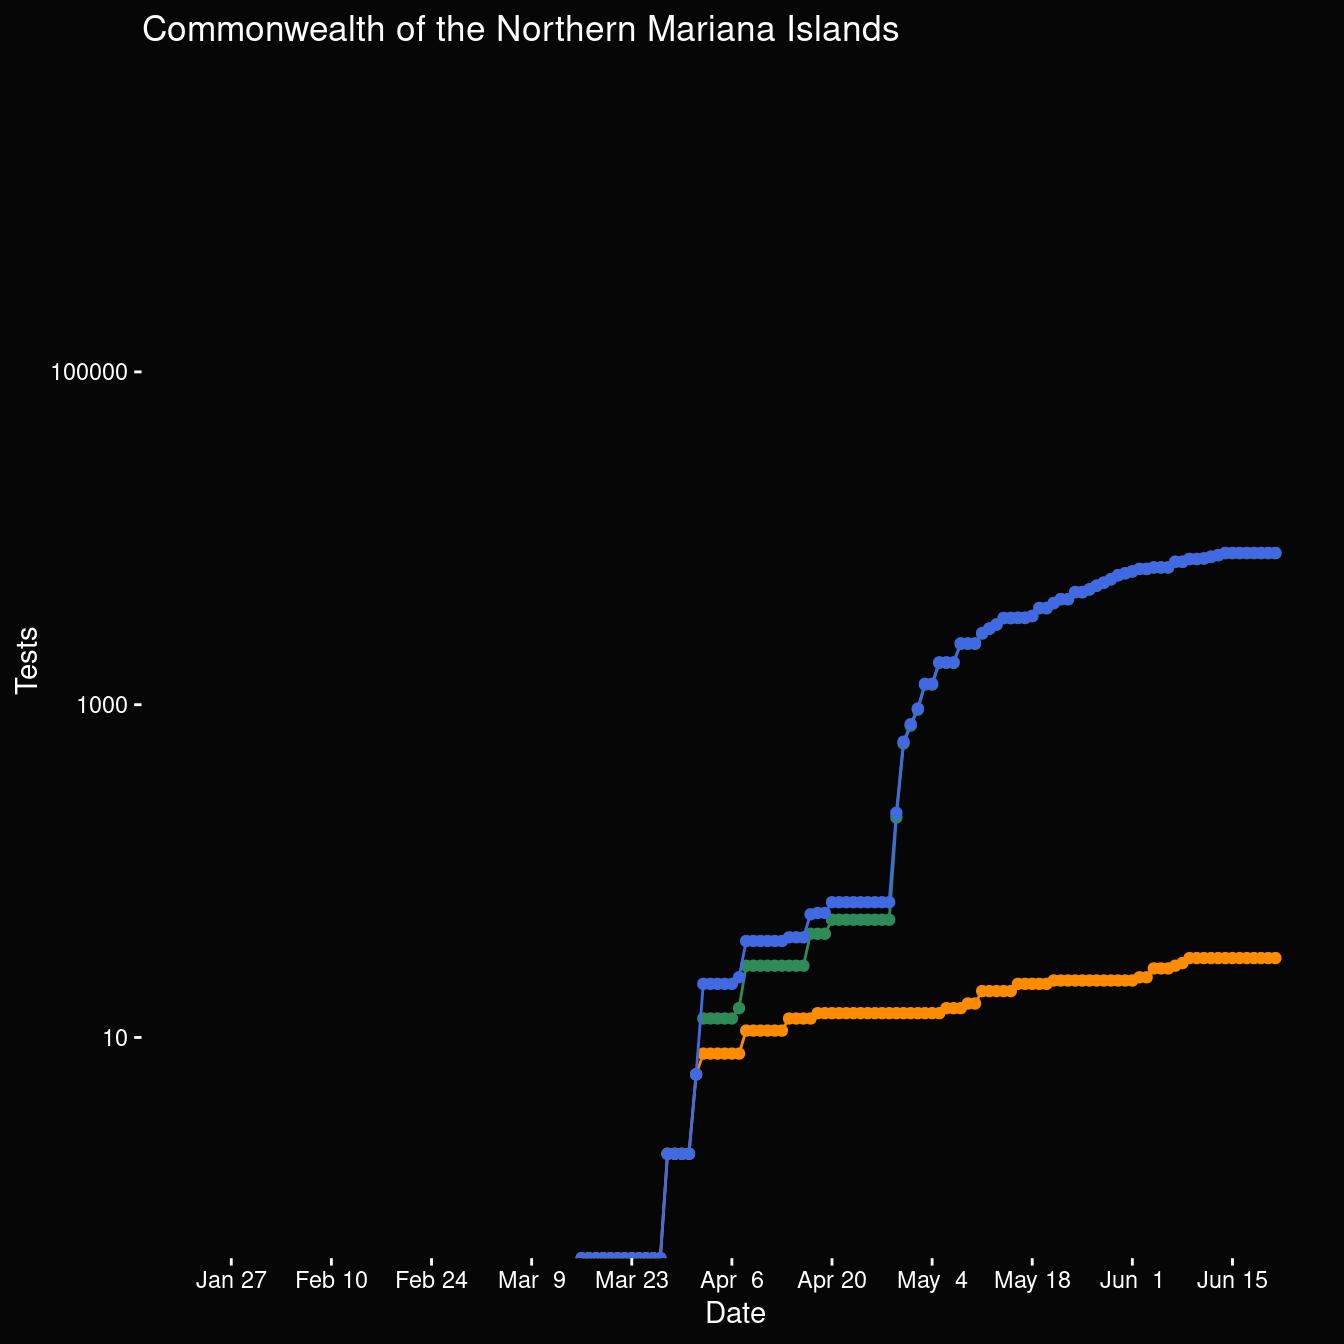 Commonwealth of the Northern Mariana Islands
100000
1000
10
Tests
Jan 27 Feb 10 Feb 24 Mar  9 Mar 23 Apr  6 Apr 20 May  4 May 18 Jun  1 Jun 15
Date